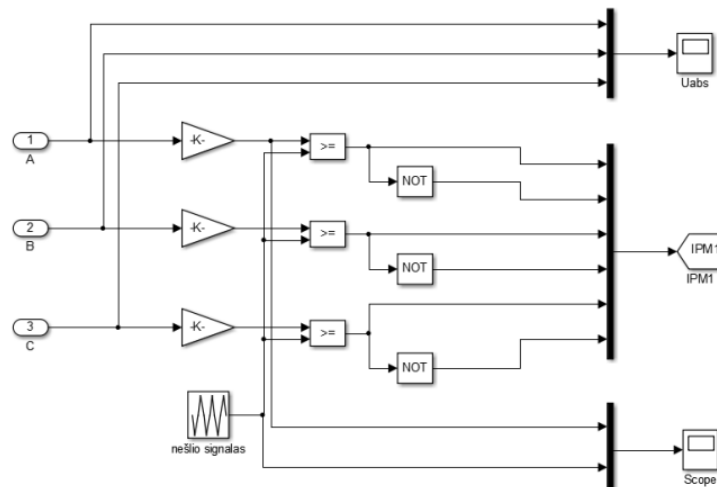 Uabs
1
A
-K-
>=
NOT
2
B
-K-
>=
NOT
IPM1
IPM1
3
C
-K-
>=
NOT
nešlio signalas
Scope